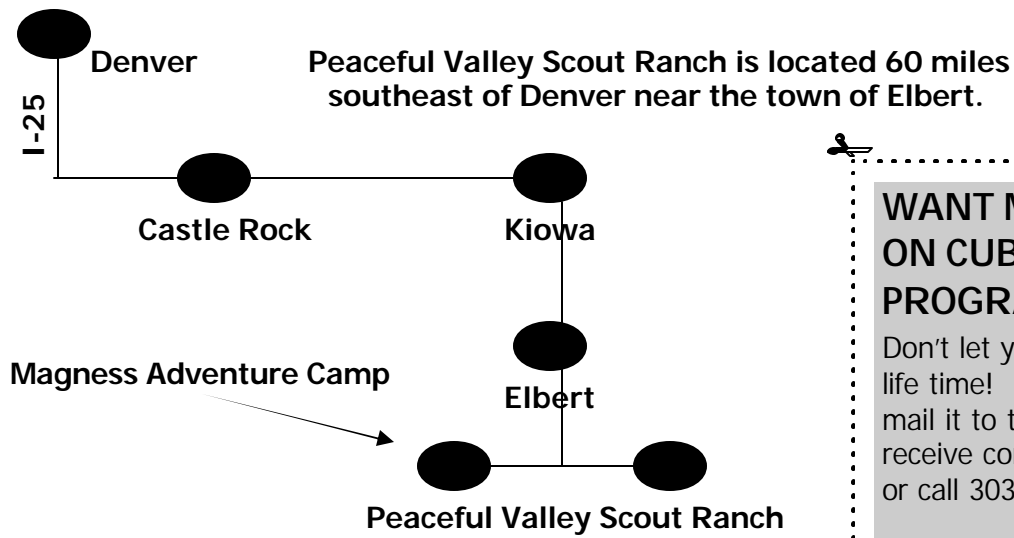 Denver
Peaceful Valley Scout Ranch is located 60 miles
southeast of Denver near the town of Elbert.
I-25
Castle Rock
Kiowa
Magness Adventure Camp
Elbert
Peaceful Valley Scout Ranch
WANT
ON CUB
Don't let
life time!
mail it to
receive
or call 303